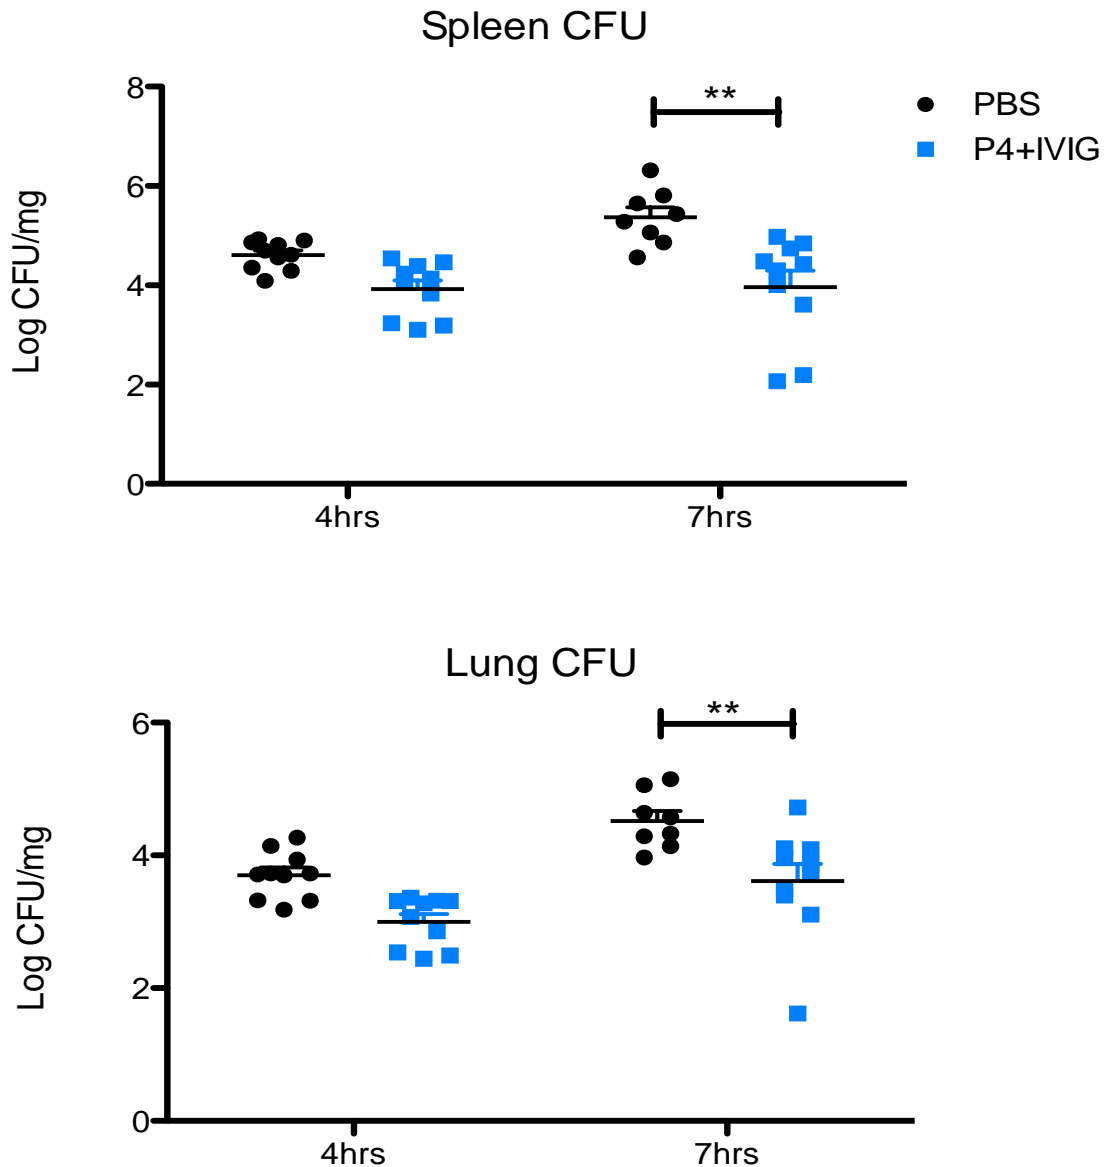 Spleen CFU
8
**
PBS
P4+IVIG
6
Log CFU/mg
4
2
0
4hrs
7hrs
Lung CFU
6
**
Log CFU/mg
4
2
0
4hrs
7hrs